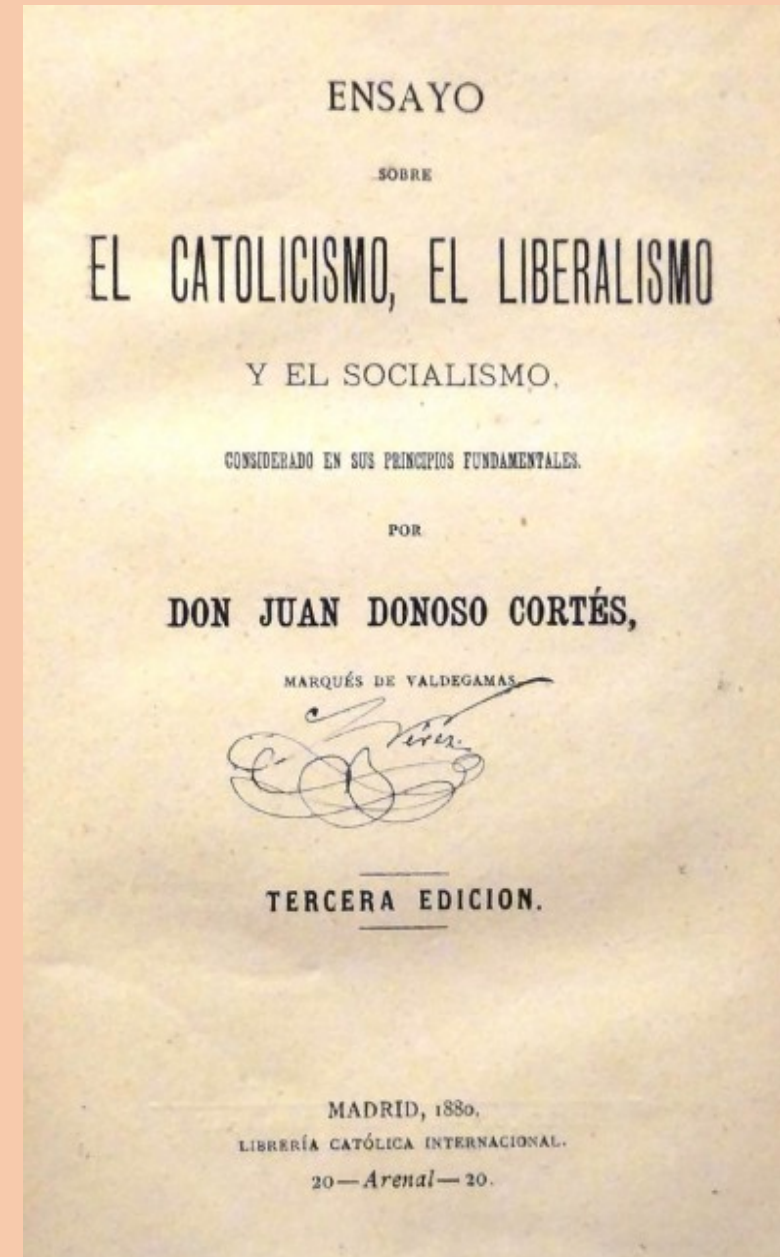 ENSAYO
SOBRE
EL CATOLICISMO, EL LIBERALISMO
Y EL SOCIALISMO,
CONSIDERADO EN SUS PRINCIPIOS FUNDAMENTALES.
POR
DON JUAN DONOSO CORTÉS,
MARQUÉS DE VALDEGAMAS
TERCERA EDICION.
MADRID, 1880.
LIBRERÍA CATÓLICA INTERNACIONAL.
20—Arenal—20.